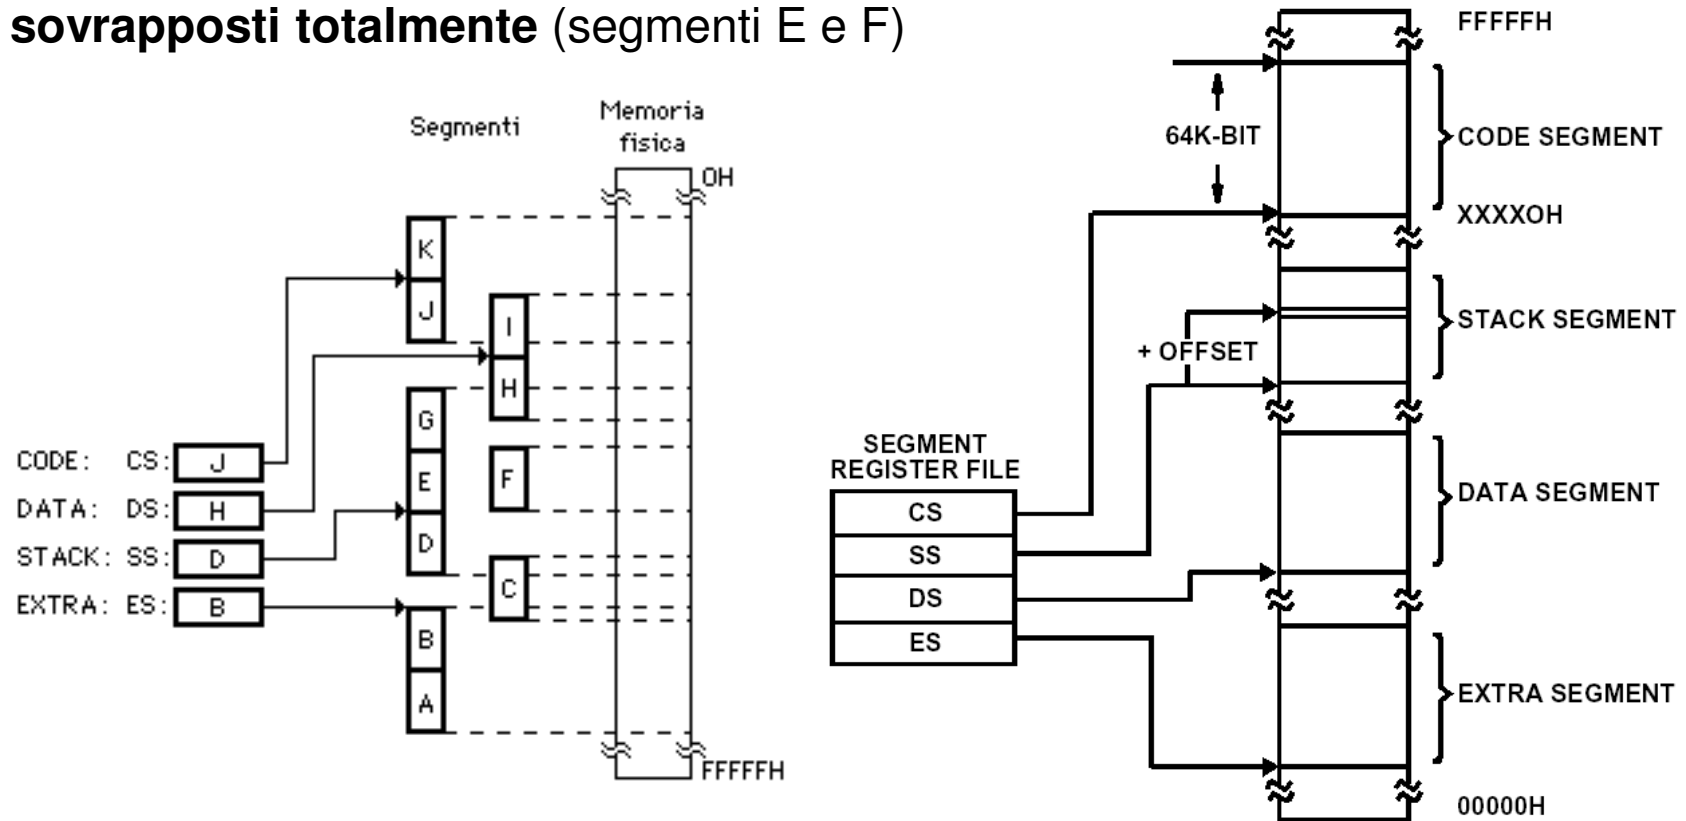 sovrapposti totalmente (segmenti E e F)
Segmenti
Memoria
fisica
0H
K
J
I
H
G
E
D
F
C
B
A
CODE: CS: J
DATA: DS: H
STACK: SS: D
EXTRA: ES: B
FFFFFH
FFFFFH
64K-BIT
CODE SEGMENT
XXXXOH
STACK SEGMENT
+ OFFSET
DATA SEGMENT
SEGMENT
REGISTER FILE
CS
SS
DS
ES
EXTRA SEGMENT
00000H